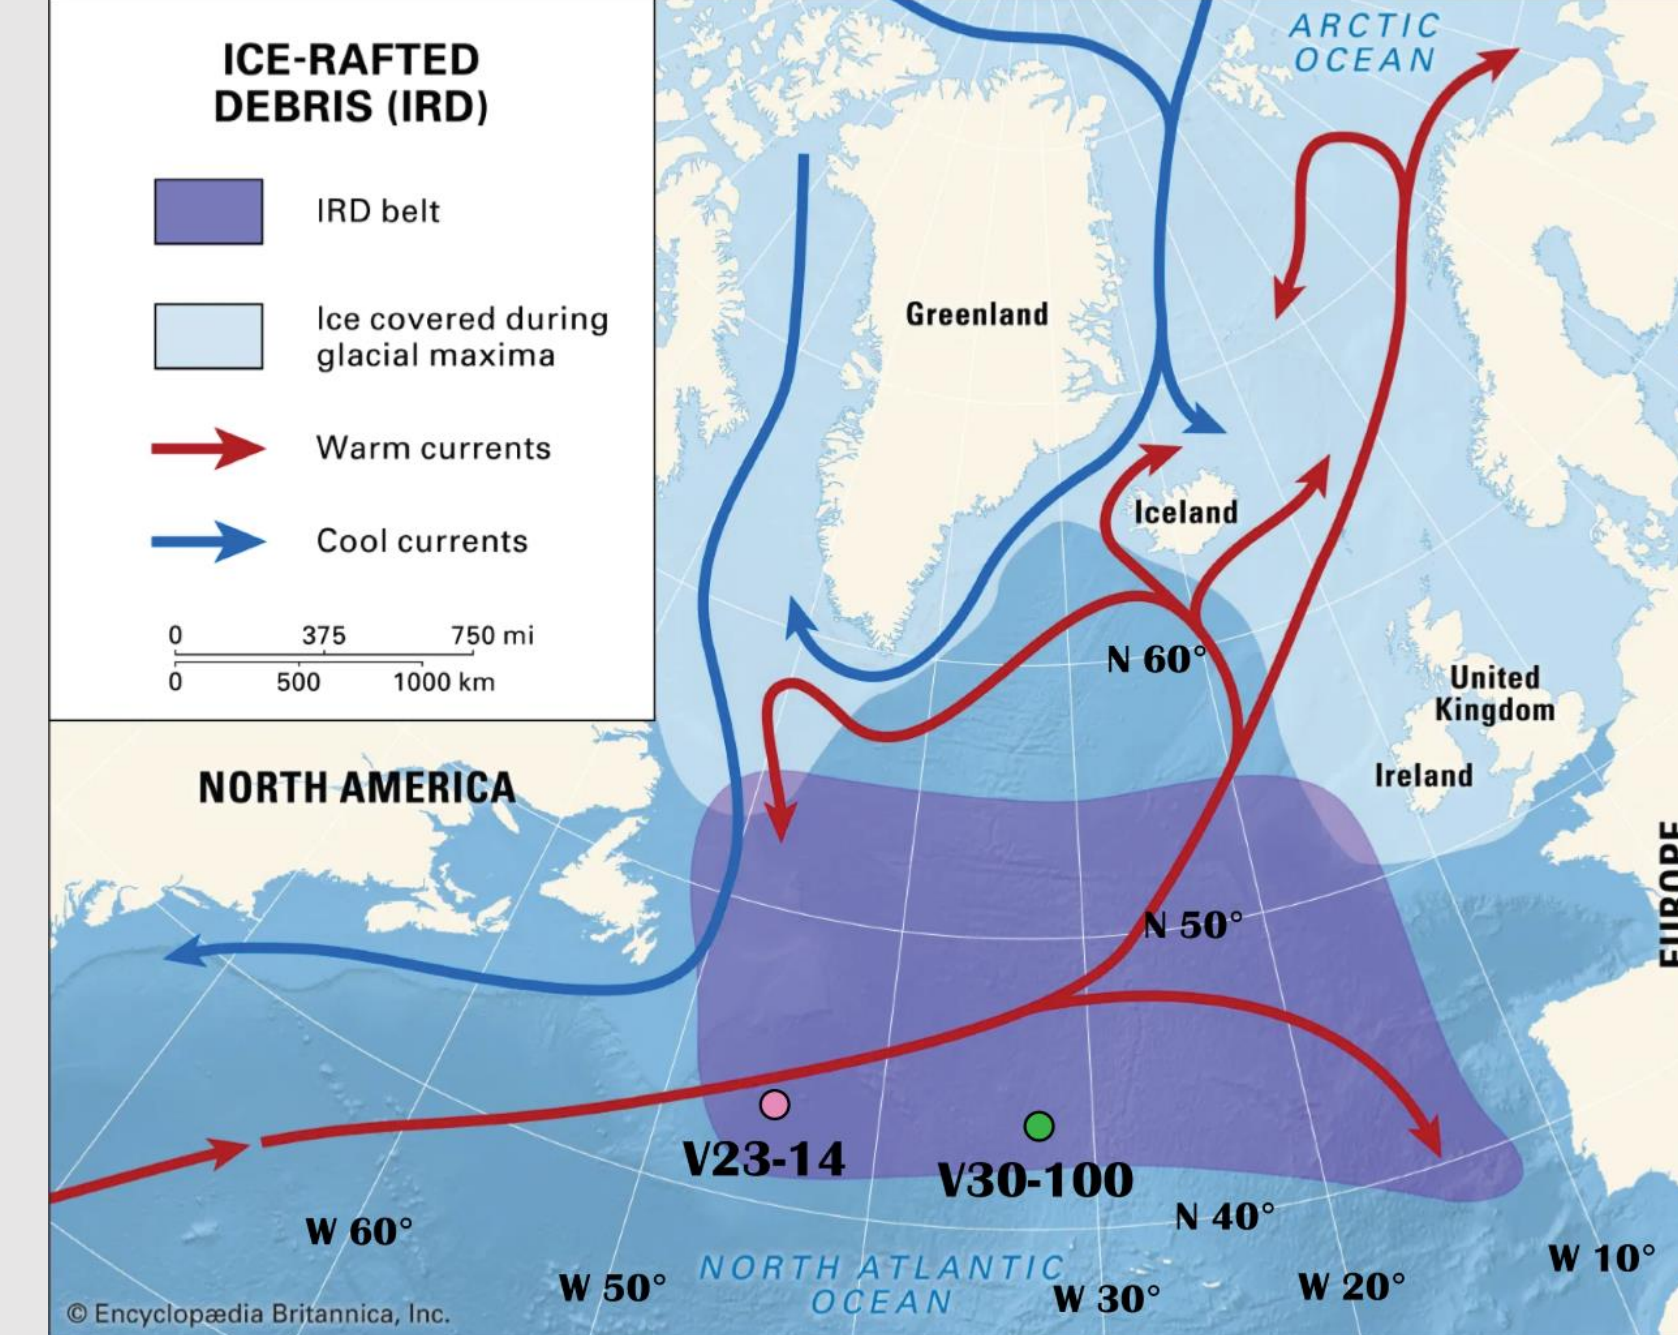 ICE-RAFTED
DEBRIS (IRD)
IRD belt
Ice covered during
glacial maxima
Warm currents
Cool currents
0 375 750 mi
0 500 1000 km
ARCTIC
OCEAN
Greenland
Iceland
N 60°
United
Kingdom
Ireland
NORTH AMERICA
EUROPE
N 50°
V23-14
V30-100
N 40°
W 60°
W 50°
NORTH ATLANTIC
OCEAN
W 30°
W 20°
W 10°
© Encyclopædia Britannica, Inc.